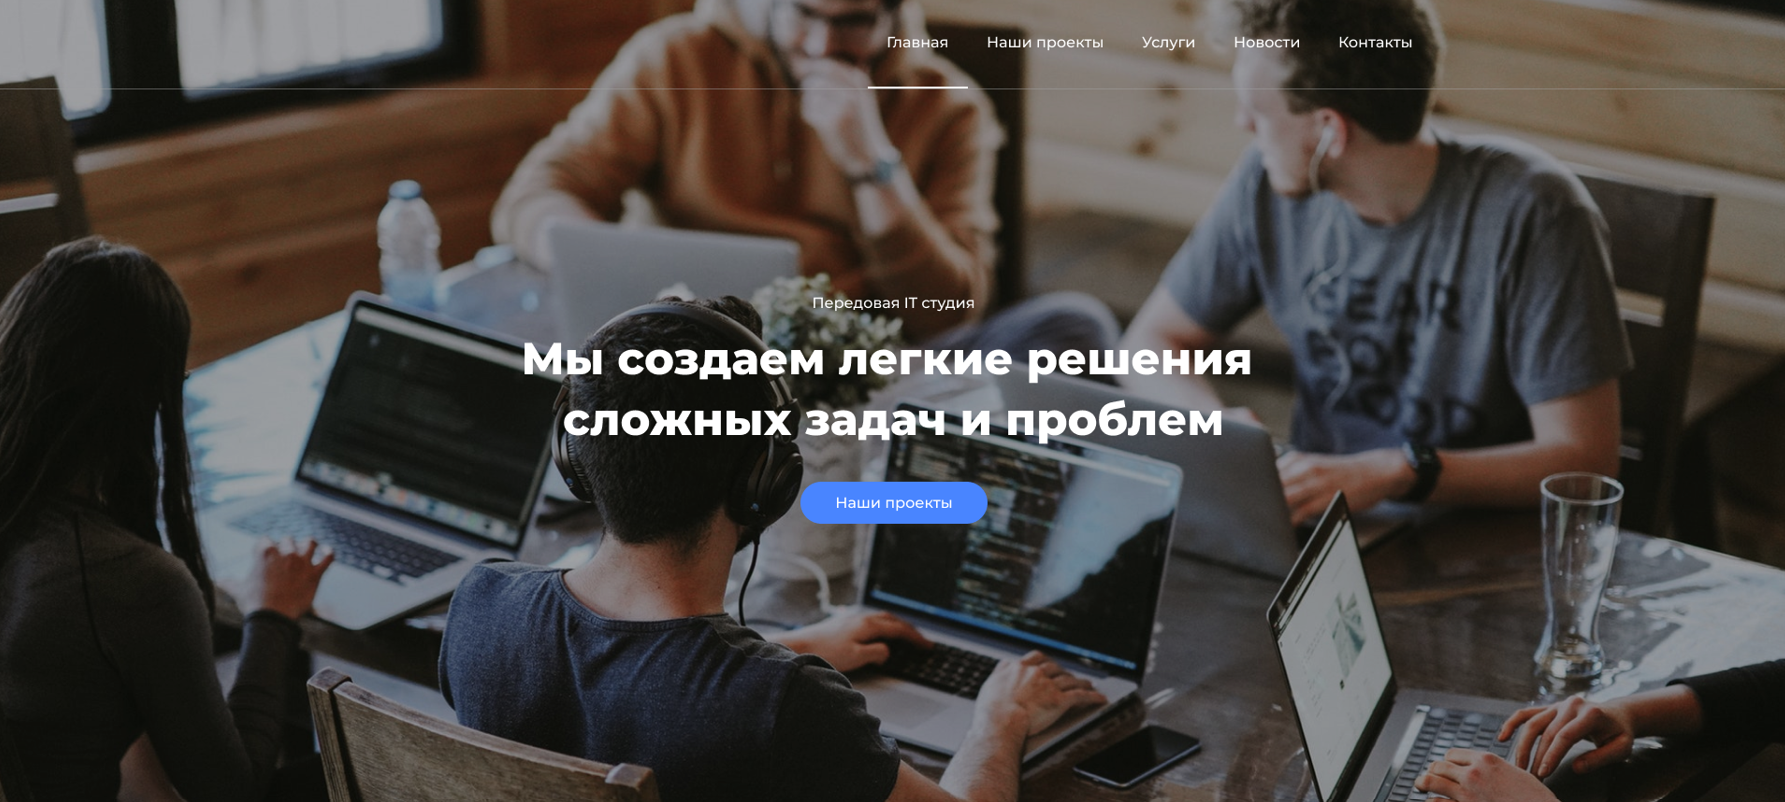 Главная Наши проекты Услуги Новости Контакты
Передовая IT студия
Мы создаем легкие решения
сложных задач и проблем
Наши проекты